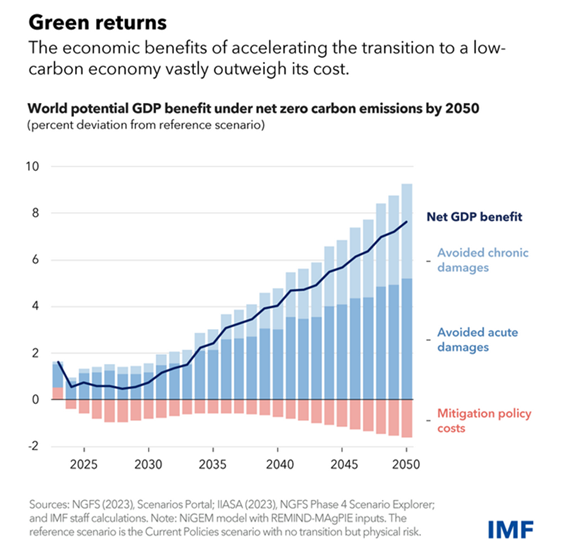 Green returns
The economic benefits of accelerating the transition to a low-
carbon economy vastly outweigh its cost.
World potential GDP benefit under net zero carbon emissions by 2050
(percent deviation from reference scenario)
10
8
6
4
2
0
-2
Net GDP benefit
Avoided chronic
damages
Avoided acute
damages
Mitigation policy
costs
2025 2030 2035 2040 2045 2050
Sources: NGFS (2023), Scenarios Portal; IIASA (2023), NGFS Phase 4 Scenario Explorer;
and IMF staff calculations. Note: NiGEM model with REMIND-MAgPIE inputs. The
reference scenario is the Current Policies scenario with no transition but physical risk.
IMF